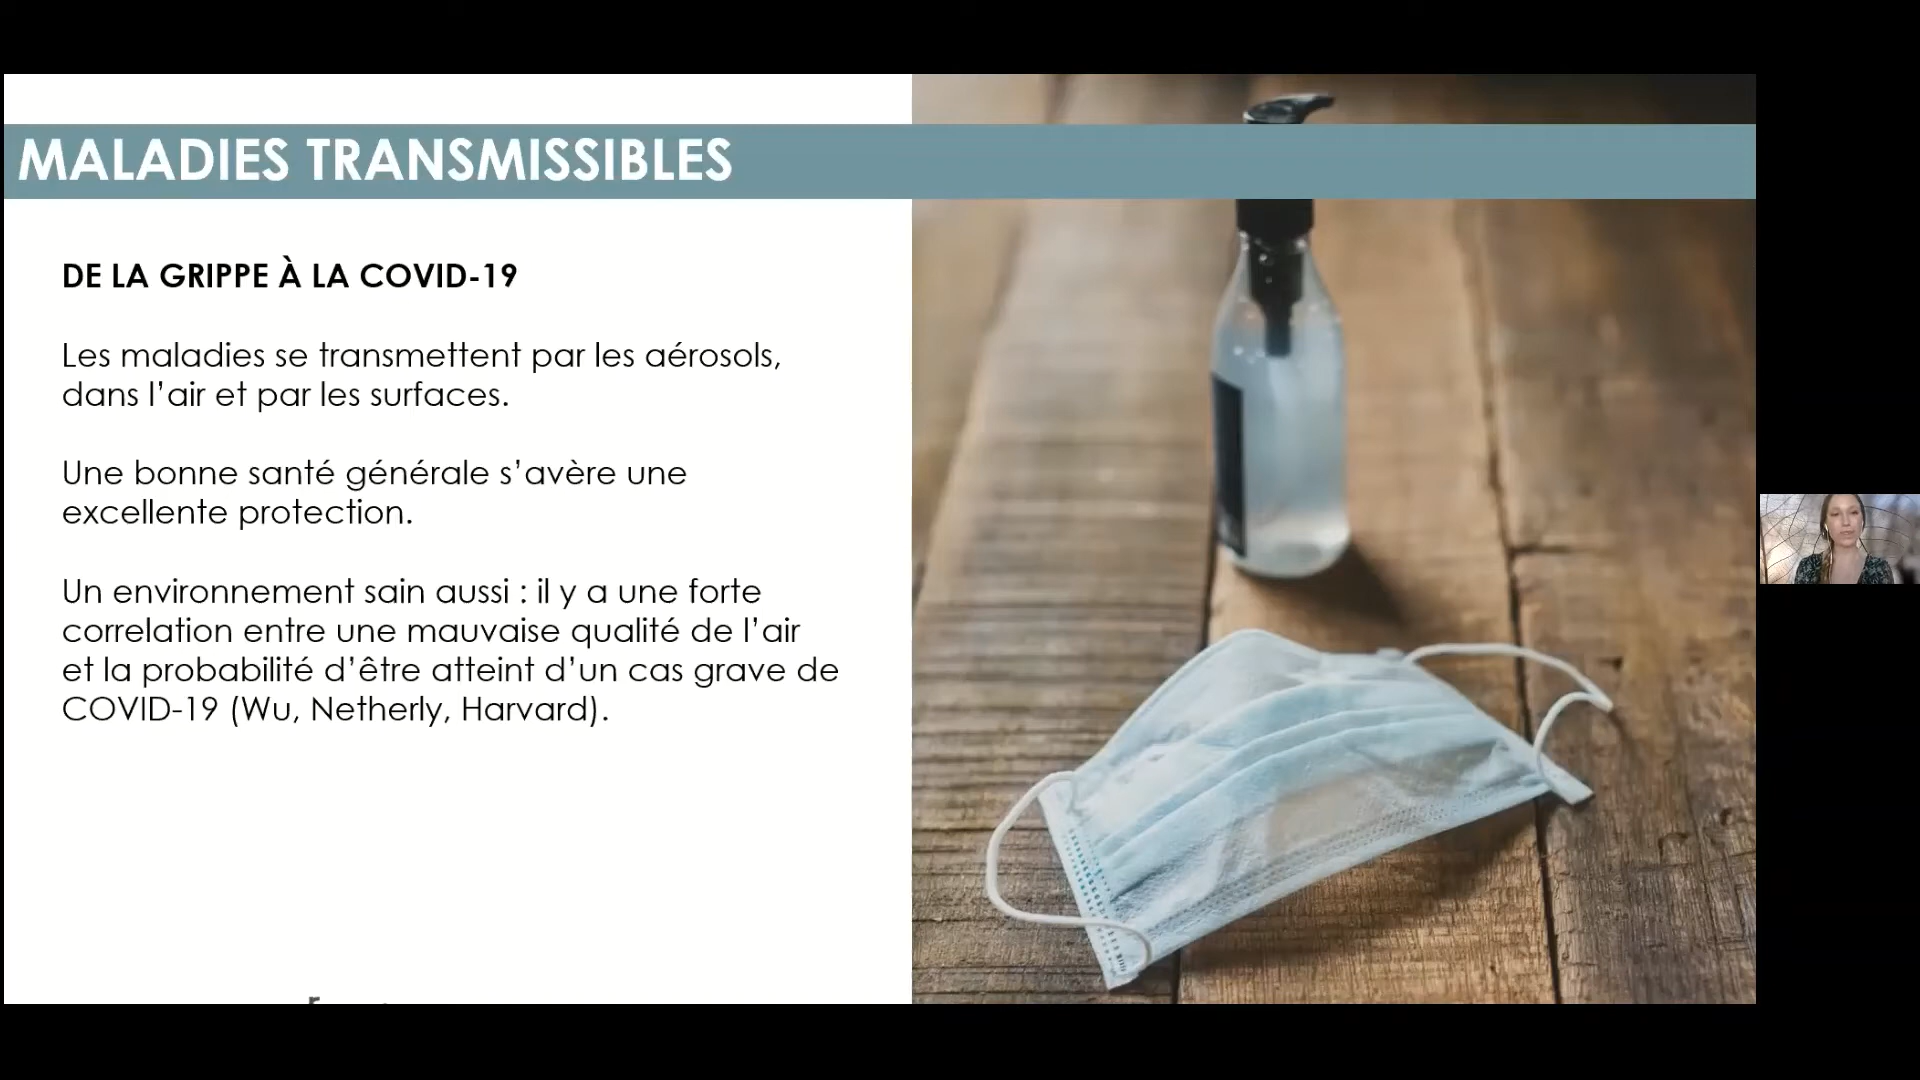 MALADIES TRANSMISSIBLES
DE LA GRIPPE À LA COVID-19
Les maladies se transmettent par les aérosols,
dans l’air et par les surfaces.
Une bonne santé générale s’avère une
excellente protection.
Un environnement sain aussi : il y a une forte
correlation entre une mauvaise qualité de l’air
et la probabilité d’être atteint d’un cas grave de
COVID-19 (Wu, Netherly, Harvard).